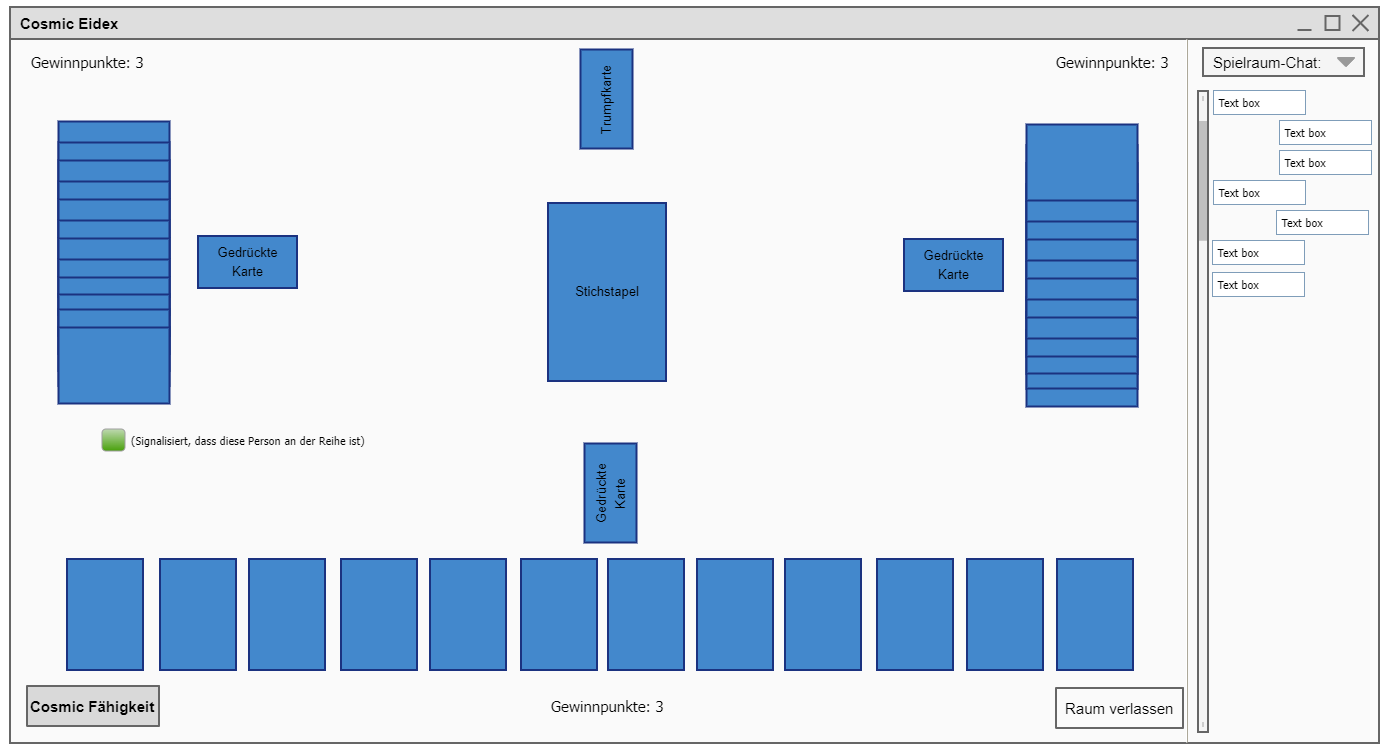 Cosmic Eidex
Gewinnpunkte: 3
Trumpfkarte
Gewinnpunkte: 3
Spielraum-Chat:
Text box
Text box
Text box
Text box
Text box
Text box
Text box
Gedrückte
Karte
Stichstapel
Gedrückte
Karte
(Signalisiert, dass diese Person an der Reihe ist)
Gedrückte
Karte
Cosmic Fähigkeit
Gewinnpunkte: 3
Raum verlassen